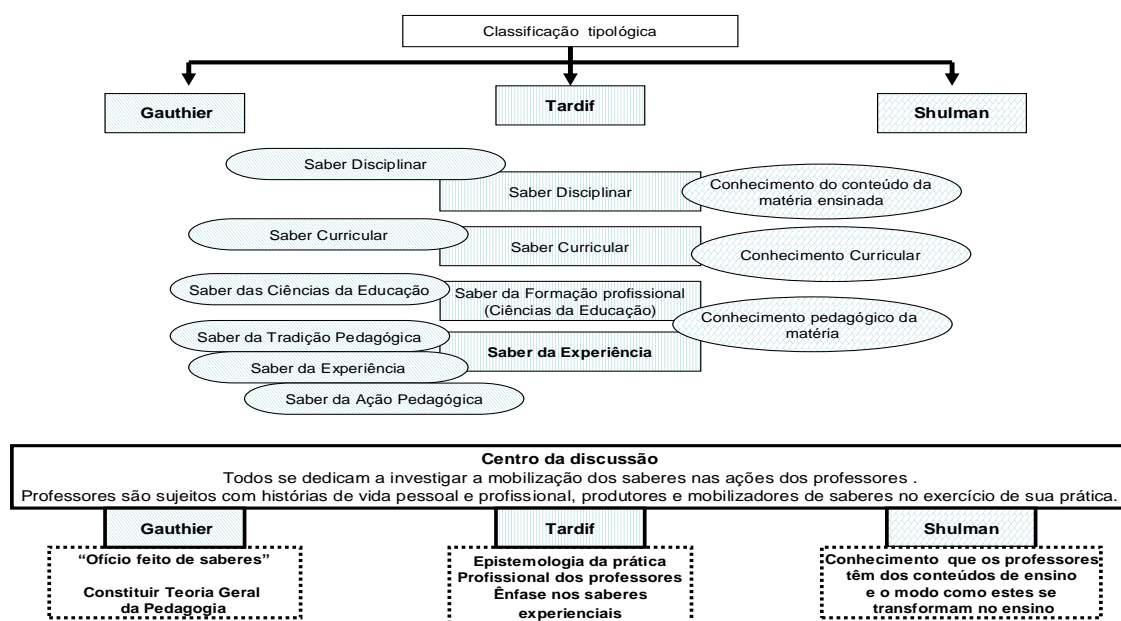 Classificação tipológica
Gauthier
Tardif
Shulman
Saber Disciplinar
Saber Disciplinar
Conhecimento do conteúdo da
matéria ensinada
Saber Curricular
Saber Curricular
Conhecimento Curricular
Saber das Ciências da Educação
Saber da Formação profissional
(Ciências da Educação)
Conhecimento pedagógico da
matéria
Saber da Tradição Pedagógica
Saber da Experiência
Saber da Experiência
Saber da Ação Pedagógica
Centro da discussão
Todos se dedicam a investigar a mobilização dos saberes nas ações dos professores .
Professores são sujeitos com histórias de vida pessoal e profissional, produtores e mobilizadores de saberes no exercício de sua prática.
Gauthier
Tardif
Shulman
“Ofício feito de saberes”
Constituir Teoria Geral
da Pedagogia
Epistemologia da prática
Profissional dos professores
Ênfase nos saberes
experienciais
Conhecimento que os professores
têm dos conteúdos de ensino
e o modo como estes se
transformam no ensino